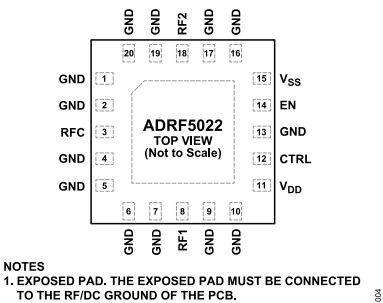 GND GND RF2 GND GND
20 19 18 17 16
GND 1 15 VSS
GND 2 14 EN
RFC 3 13 GND
GND 4 12 CTRL
GND 5 11 VDD
ADRF5022
TOP VIEW
(Not to Scale)
6 7 8 9 10
GND GND RF1 GND GND
NOTES
1. EXPOSED PAD. THE EXPOSED PAD MUST BE CONNECTED
TO THE RF/DC GROUND OF THE PCB.
004